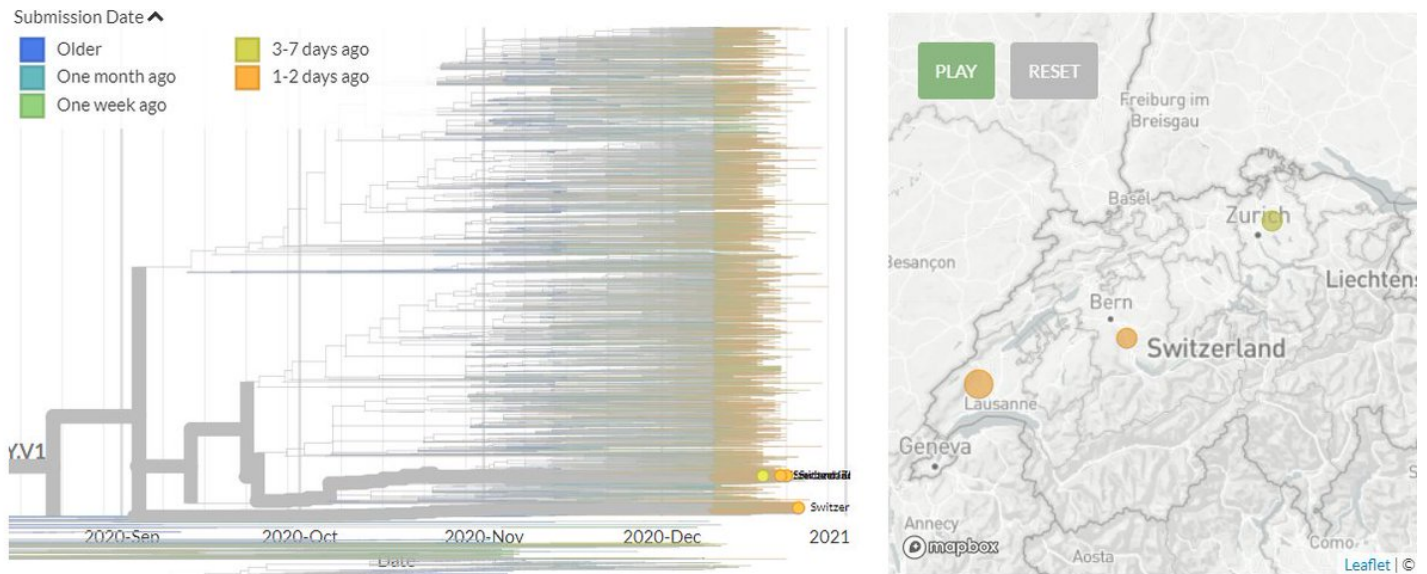 Submission Date
Older
One month ago
One week ago
3-7 days ago
1-2 days ago
Y.V1
Switzer
2020-Sep
2020-Oct
2020-Nov
2020-Dec
2021
Date
PLAY
RESET
Freiburg im
Breisgau
Basel
Zurich
Besançon
Liechtens
Bern
Switzerland
Lausanne
Geneva
Annecy
Aosta
Como
mapbox
Leaflet | ©